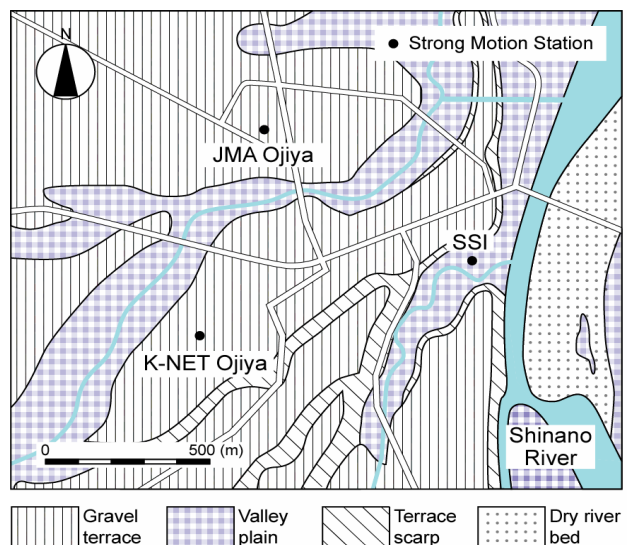 N
Strong Motion Station
JMA Ojiya
SSI
K-NET Ojiya
0 500 (m)
Shinano
River
Gravel
terrace
Valley
plain
Terrace
scarp
Dry river
bed